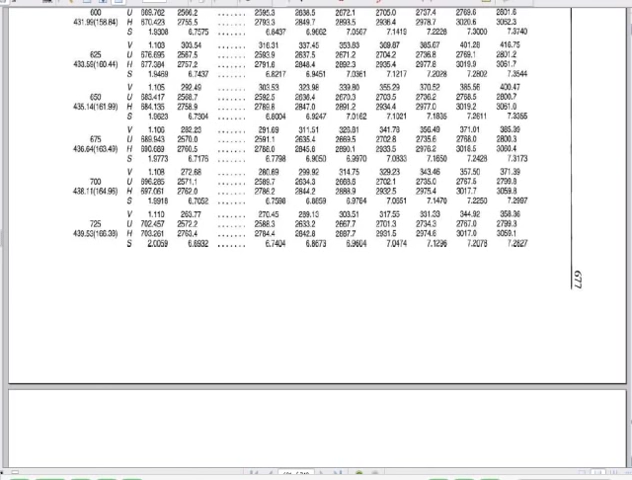 600 U 669.762 2566.2 ....... 2595.3 2638.5 2672.1 2705.0 2737.4 2769.6 2801.6
431.99(158.84) H 670.423 2755.5 ....... 2793.3 2849.7 2893.5 2936.4 2978.7 3020.6 3062.3
S 1.9308 6.7575 ....... 6.8437 6.9662 7.0567 7.1419 7.2228 7.3000 7.3740
V 1.103 303.54 316.31 337.45 353.83 369.87 385.67 401.28 416.75
625 U 676.695 2567.5 ....... 2593.9 2637.5 2671.2 2704.2 2736.8 2769.1 2801.2
433.59(160.44) H 677.384 2757.2 ....... 2791.6 2848.4 2892.3 2935.4 2977.8 3019.9 3061.7
S 1.9469 6.7437 ....... 6.8217 6.9451 7.0361 7.1217 7.2028 7.2802 7.3544
V 1.105 292.49 303.53 323.98 339.80 355.29 370.52 385.56 400.47
650 U 683.417 2568.7 ....... 2592.5 2636.4 2670.3 2703.5 2736.2 2768.5 2800.7
435.14(161.99) H 684.135 2758.9 ....... 2789.8 2847.0 2891.2 2934.4 2977.0 3019.2 3061.0
S 1.9623 6.7304 ....... 6.8004 6.9247 7.0162 7.1021 7.1835 7.2611 7.3355
V 1.106 282.23 291.69 311.51 326.81 341.78 356.49 371.01 385.39
675 U 689.943 2570.0 ....... 2591.1 2635.4 2669.5 2702.8 2735.6 2768.0 2800.3
436.64(163.49) H 690.689 2760.5 ....... 2788.0 2845.6 2890.1 2933.5 2976.2 3018.5 3060.4
S 1.9773 6.7176 ....... 6.7798 6.9050 6.9970 7.0833 7.1650 7.2428 7.3173
V 1.108 272.68 280.69 299.92 314.75 329.23 343.46 357.50 371.39
700 U 696.285 2571.1 ....... 2589.7 2634.3 2668.6 2702.1 2735.0 2767.5 2799.8
438.11(164.96) H 697.061 2762.0 ....... 2786.2 2844.2 2888.9 2932.5 2975.4 3017.7 3059.8
S 1.9918 6.7052 ....... 6.7598 6.8859 6.9784 7.0651 7.1470 7.2250 7.2997
V 1.110 263.77 270.45 289.13 303.51 317.55 331.33 344.92 358.36
725 U 702.457 2572.2 ....... 2588.3 2633.2 2667.7 2701.3 2734.3 2767.0 2799.3
439.53(166.38) H 703.261 2763.4 ....... 2784.4 2842.8 2887.7 2931.5 2974.6 3017.0 3059.1
S 2.0059 6.6932 ....... 6.7404 6.8673 6.9604 7.0474 7.1296 7.2078 7.2827
677